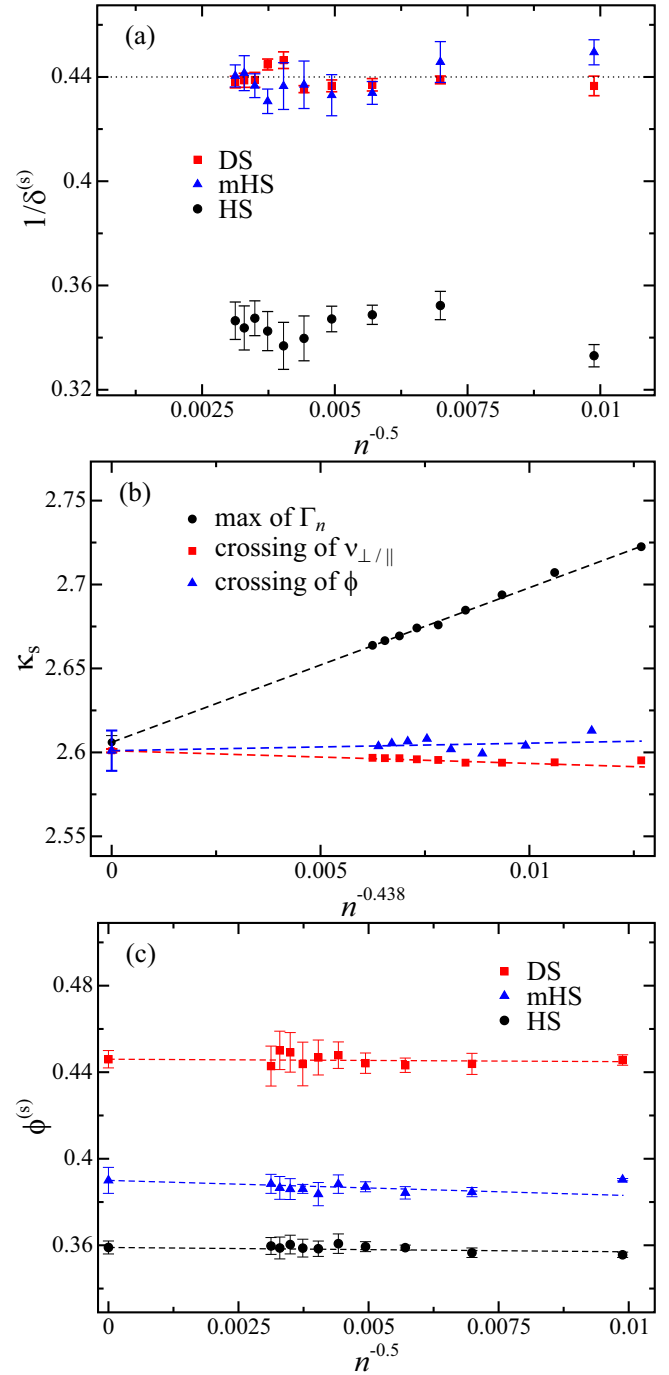 (a)
0.44
0.4
0.36
0.32
1/δ^(s)
DS
mHS
HS
0.0025
0.005
0.0075
0.01
n^-0.5
(b)
2.75
2.7
2.65
2.6
2.55
κ_s
max of Γ_n
crossing of ν_⊥/∥
crossing of ϕ
0
0.005
0.01
n^-0.438
(c)
0.48
0.44
0.4
0.36
ϕ^(s)
DS
mHS
HS
0
0.0025
0.005
0.0075
0.01
n^-0.5